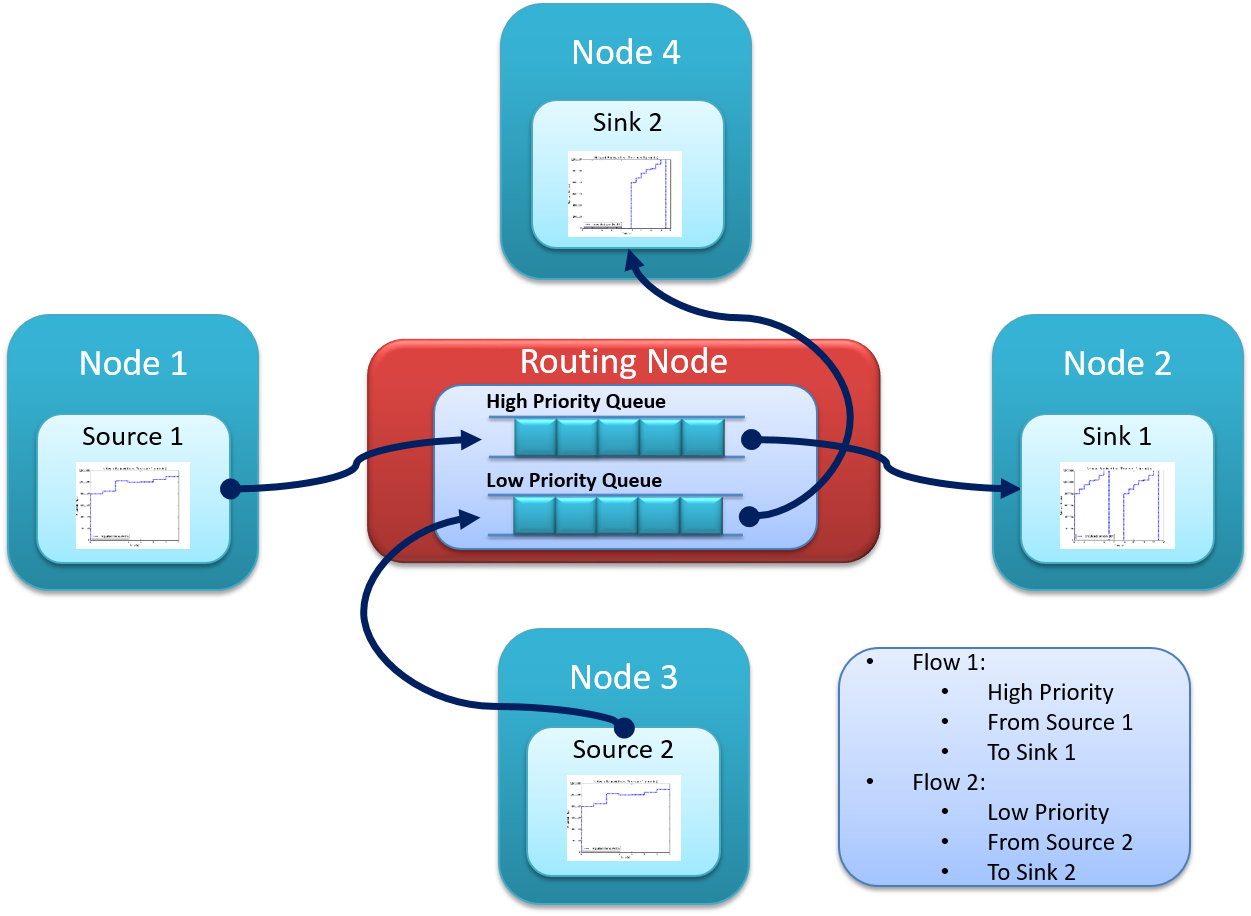 Node 4
Sink 2
Node 1
Source 1
Routing Node
High Priority Queue
Low Priority Queue
Node 2
Sink 1
Node 3
Source 2
• Flow 1:
• High Priority
• From Source 1
• To Sink 1
• Flow 2:
• Low Priority
• From Source 2
• To Sink 2